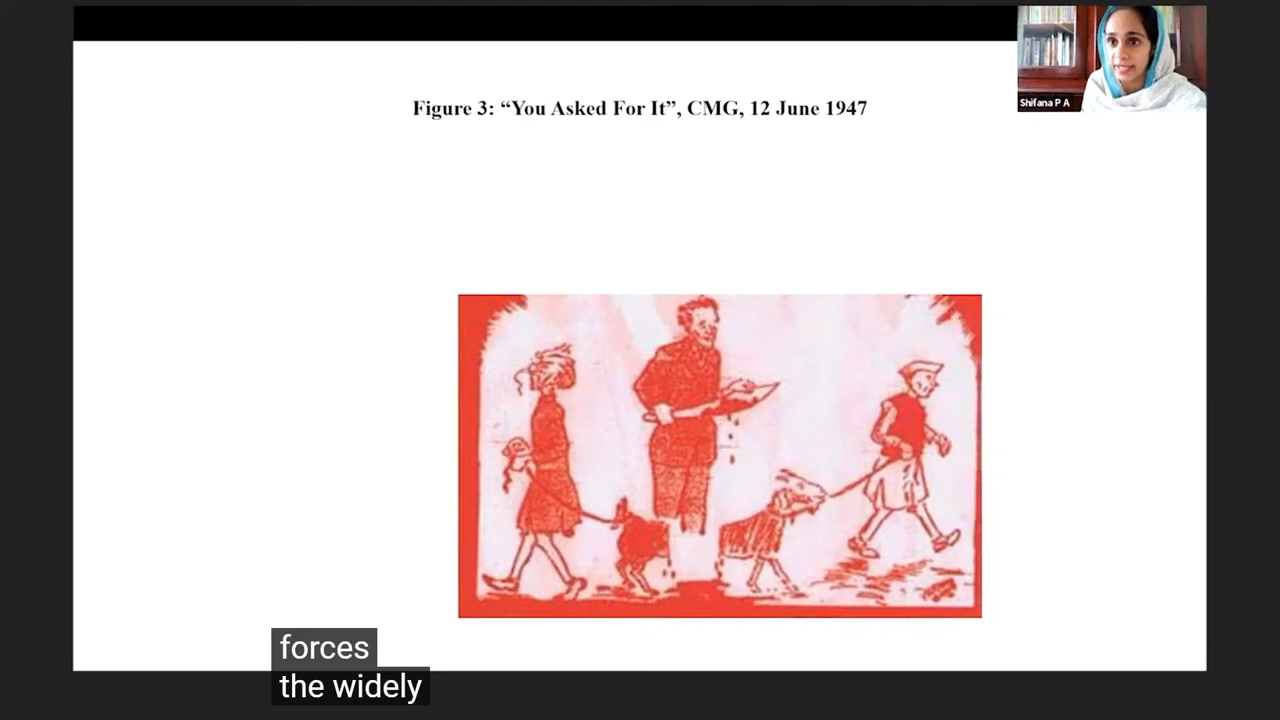 Figure 3: “You Asked For It”, CMG, 12 June 1947
Shifana P A
forces
the widely